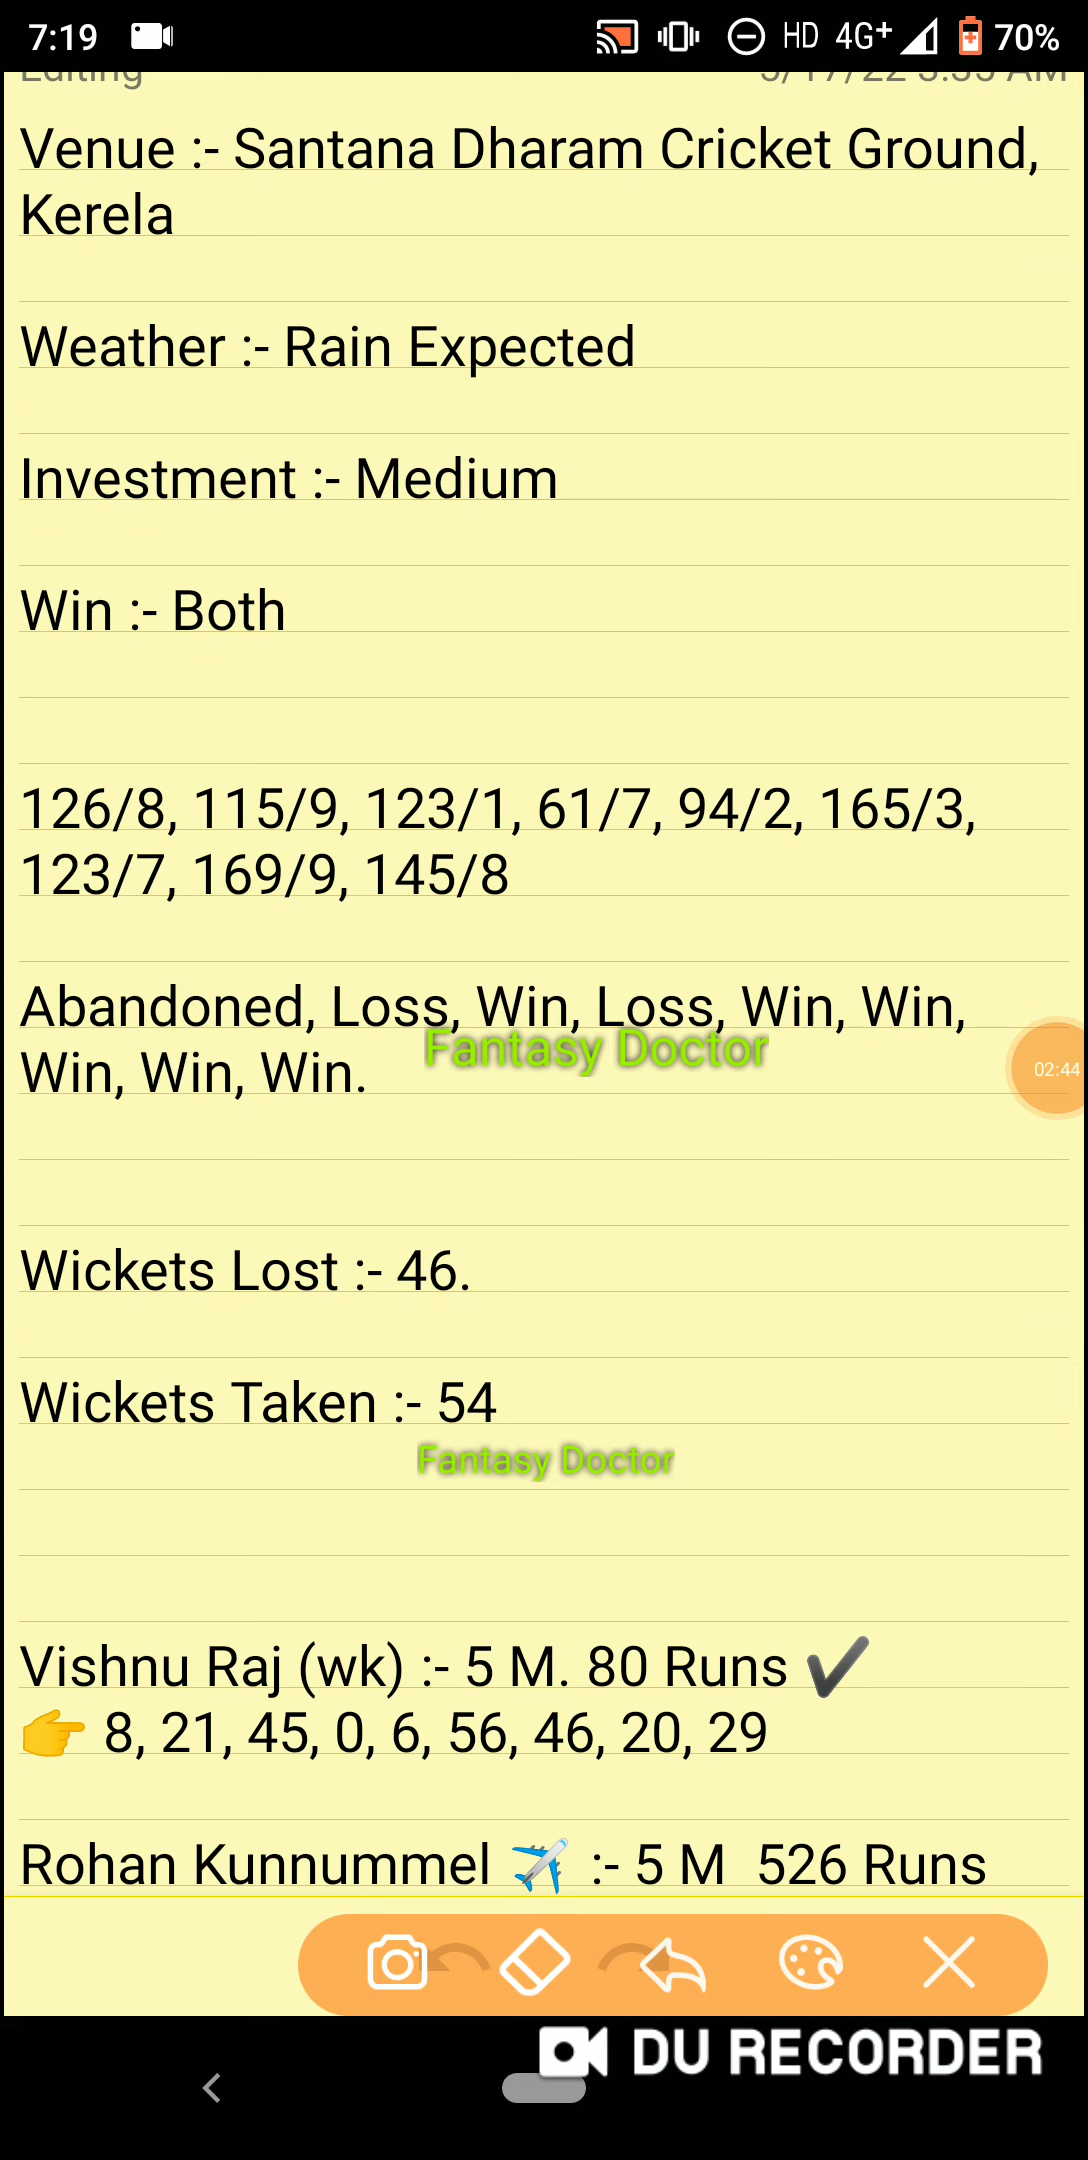 7:19 HD 4G+ 70%
Editing
Venue :- Santana Dharam Cricket Ground,
Kerela
Weather :- Rain Expected
Investment :- Medium
Win :- Both
126/8, 115/9, 123/1, 61/7, 94/2, 165/3,
123/7, 169/9, 145/8
Abandoned, Loss, Win, Loss, Win, Win,
Win, Win, Win.
Fantasy Doctor
02:44
Wickets Lost :- 46.
Wickets Taken :- 54
Fantasy Doctor
Vishnu Raj (wk) :- 5 M. 80 Runs ✔
👉 8, 21, 45, 0, 6, 56, 46, 20, 29
Rohan Kunnummel ✈ :- 5 M  526 Runs
DU RECORDER